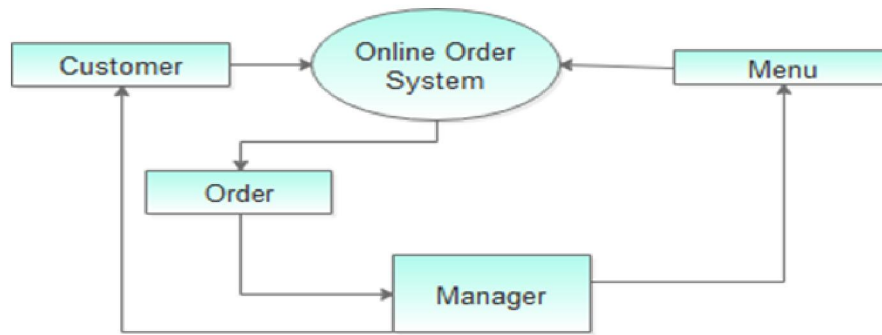 Online Order
System
Customer
Menu
Order
Manager